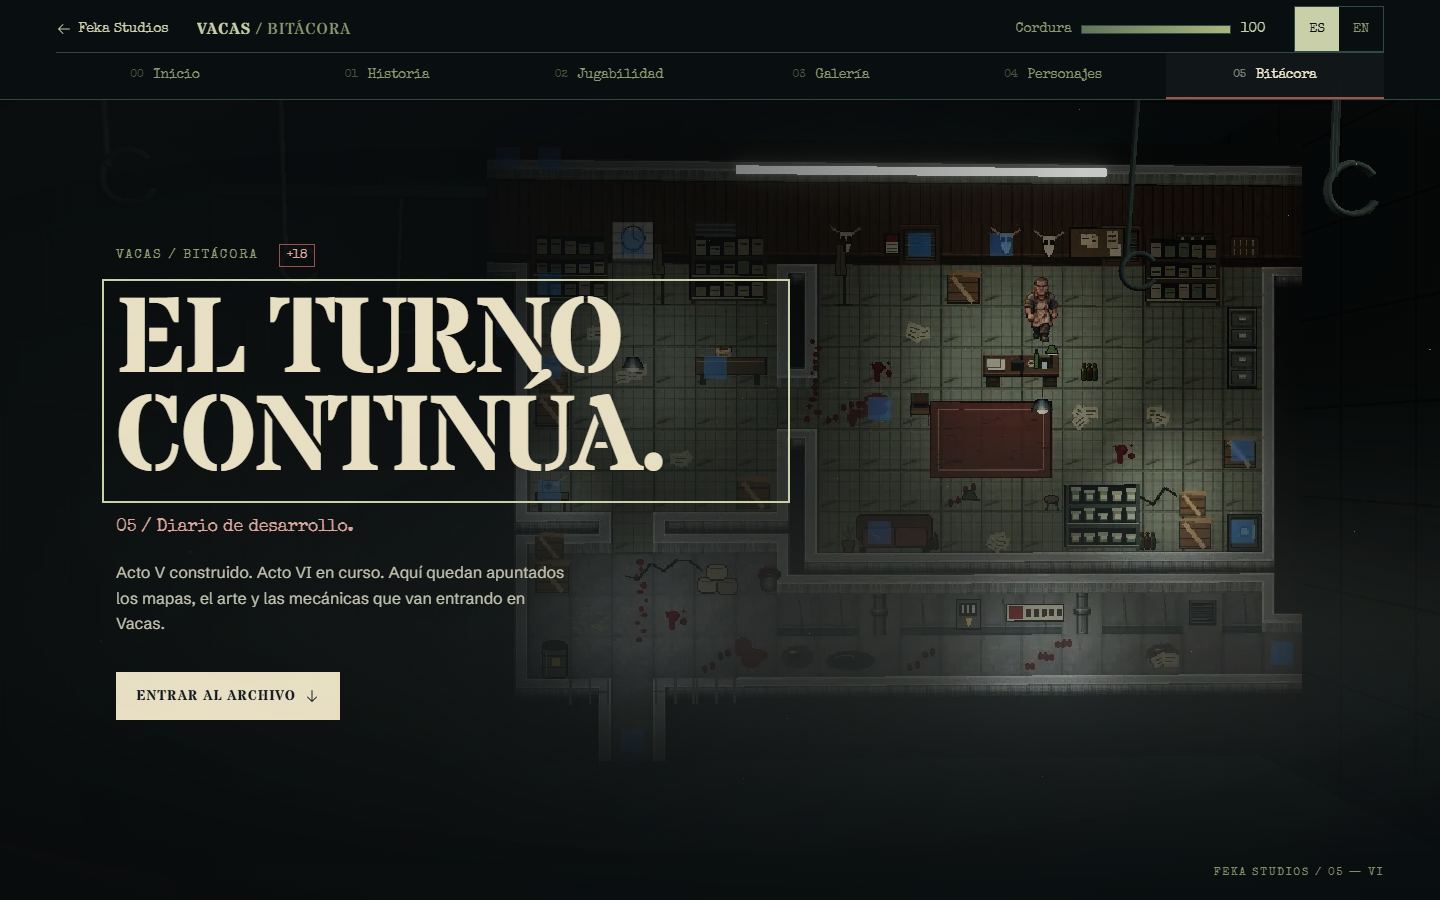 ← Feka Studios
VACAS / BITÁCORA
Cordura 100
ES EN
00 Inicio
01 Historia
02 Jugabilidad
03 Galería
04 Personajes
05 Bitácora
VACAS / BITÁCORA +18
EL TURNO
CONTINÚA.
05 / Diario de desarrollo.
Acto V construido. Acto VI en curso. Aquí quedan apuntados
los mapas, el arte y las mecánicas que van entrando en
Vacas.
ENTRAR AL ARCHIVO ↓
FEKA STUDIOS / 05 — VI